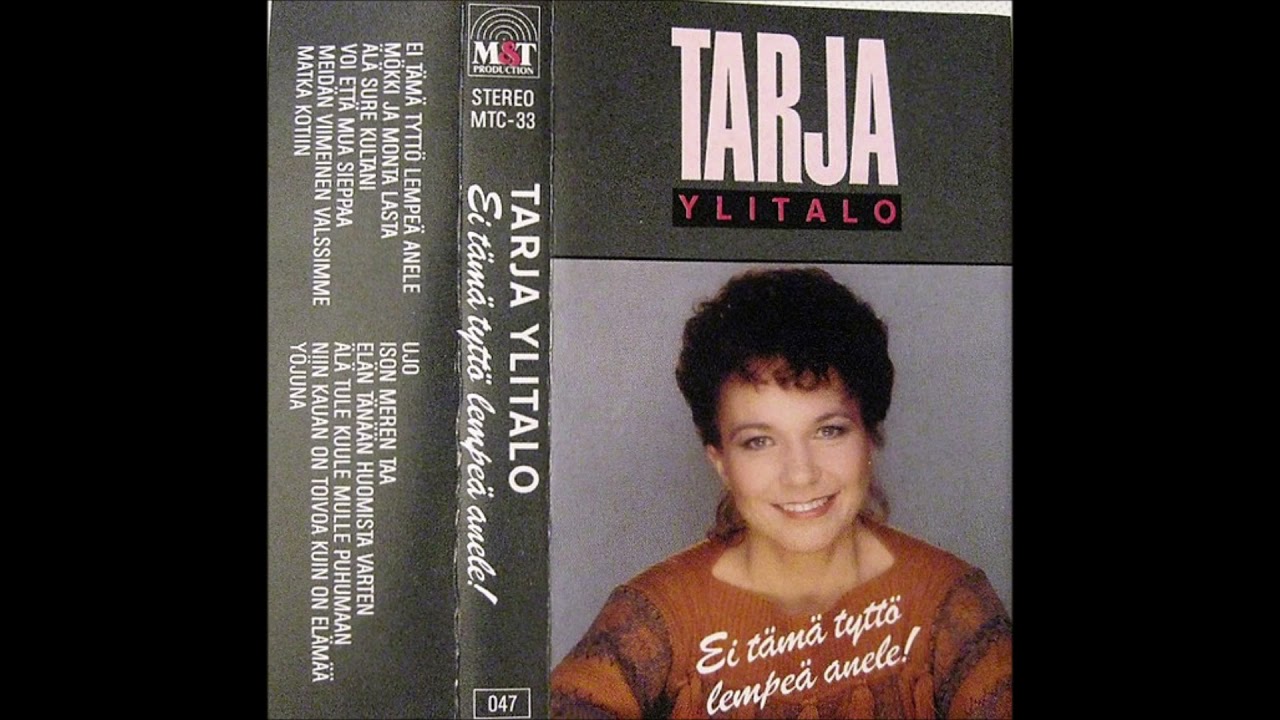 EI TÄMÄ TYTTÖ LEMPEÄ ANELE
MÖKKI JA MONTA LASTA
ÄLÄ SURE KULTANI
VOI ETTÄ MUA SIEPPAA
MEIDÄN VIIMEINEN VALSSIMME
MATKA KOTIIN
UJO
ISON MEREN TAA
ELÄN TÄNÄÄN HUOMISTA VARTEN
ÄLÄ TULE KUULE MULLE PUHUMAAN
NIIN KAUAN ON TOIVOA KUIN ON ELÄMÄÄ
YÖJUNA
M&T
PRODUCTION
STEREO
MTC-33
TARJA YLITALO
Ei tämä tyttö lempeä anele!
047
TARJA
YLITALO
Ei tämä tyttö
lempeä anele!